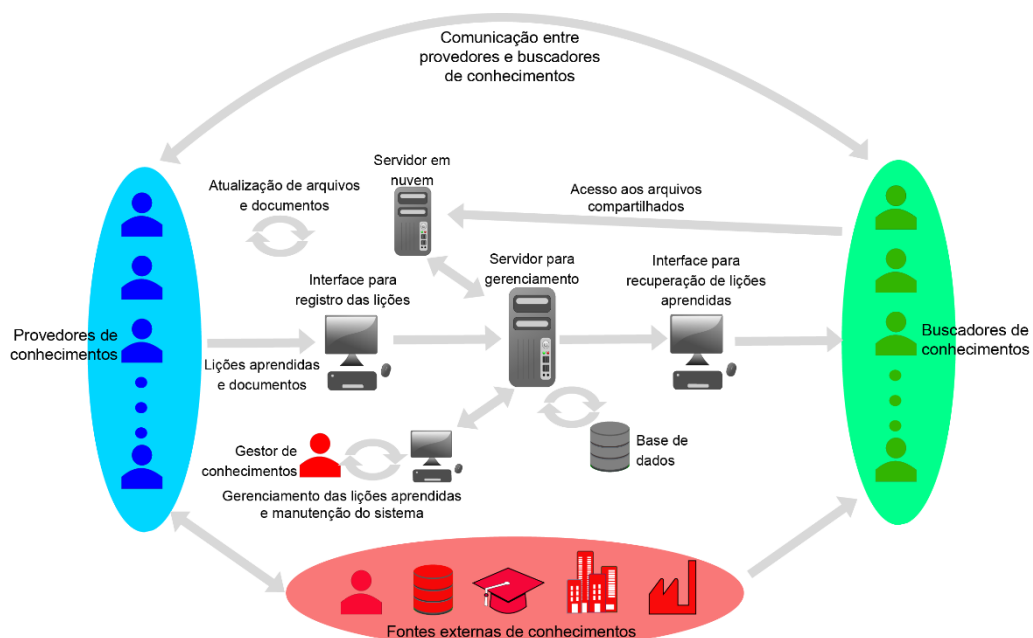 Comunicação entre
provedores e buscadores
de conhecimentos
Servidor em
nuvem
Atualização de arquivos
e documentos
Acesso aos arquivos
compartilhados
Servidor para
gerenciamento
Interface para
registro das lições
Interface para
recuperação de lições
aprendidas
Provedores de
conhecimentos
Buscadores de
conhecimentos
Lições aprendidas
e documentos
Gestor de
conhecimentos
Base de
dados
Gerenciamento das lições aprendidas
e manutenção do sistema
Fontes externas de conhecimentos